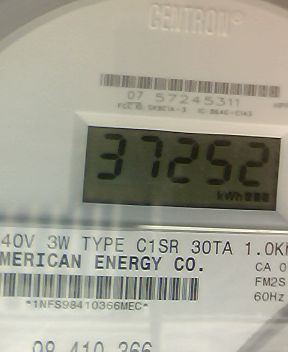 CENTRON®
07 57245311
37252
kWh
40V 3W TYPE C1SR 30TA 1.0K
MERICAN ENERGY CO.
CA 0
FM2S
*1NFS98410366MEC*
60Hz
98 410 366